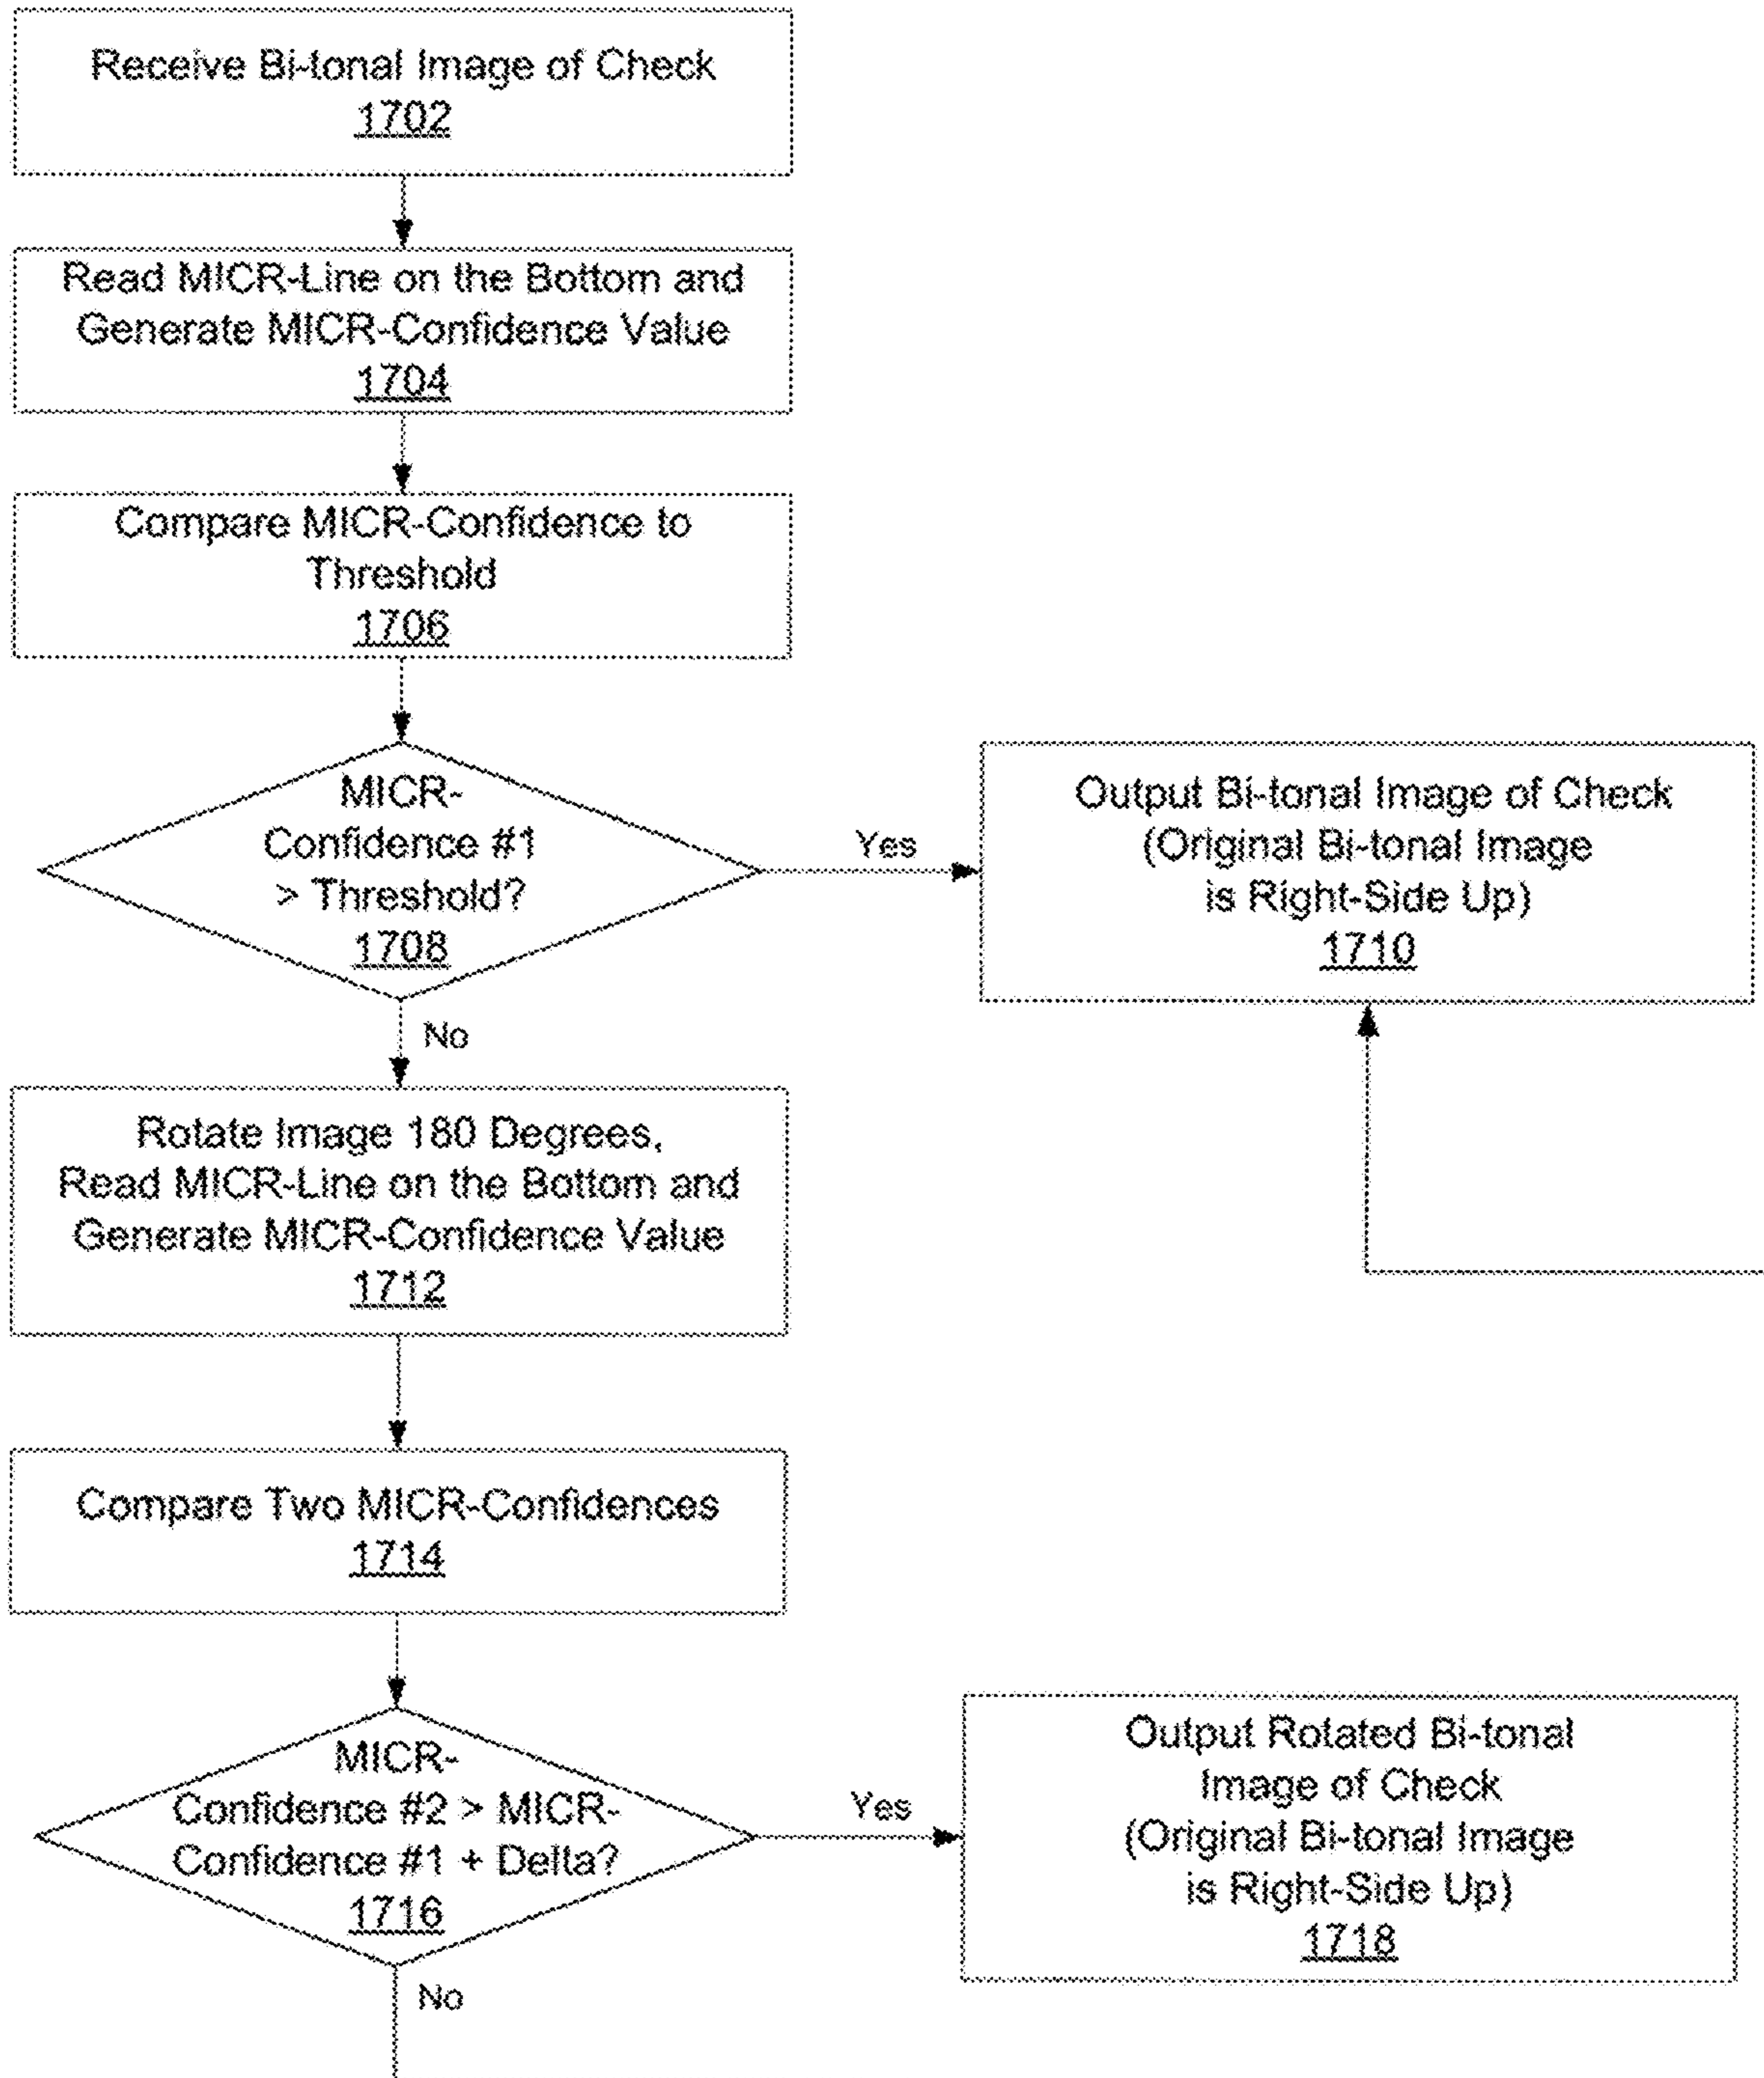 Receive Bi-tonal Image of Check
1702
Read MICR-Line on the Bottom and
Generate MICR-Confidence Value
1704
Compare MICR-Confidence to
Threshold
1706
MICR-
Confidence #1
> Threshold?
1708
Yes
Output Bi-tonal Image of Check
(Original Bi-tonal Image
is Right-Side Up)
1710
No
Rotate Image 180 Degrees,
Read MICR-Line on the Bottom and
Generate MICR-Confidence Value
1712
Compare Two MICR-Confidences
1714
MICR-
Confidence #2 > MICR-
Confidence #1 + Delta?
1716
Yes
Output Rotated Bi-tonal
Image of Check
(Original Bi-tonal Image
is Right-Side Up)
1718
No